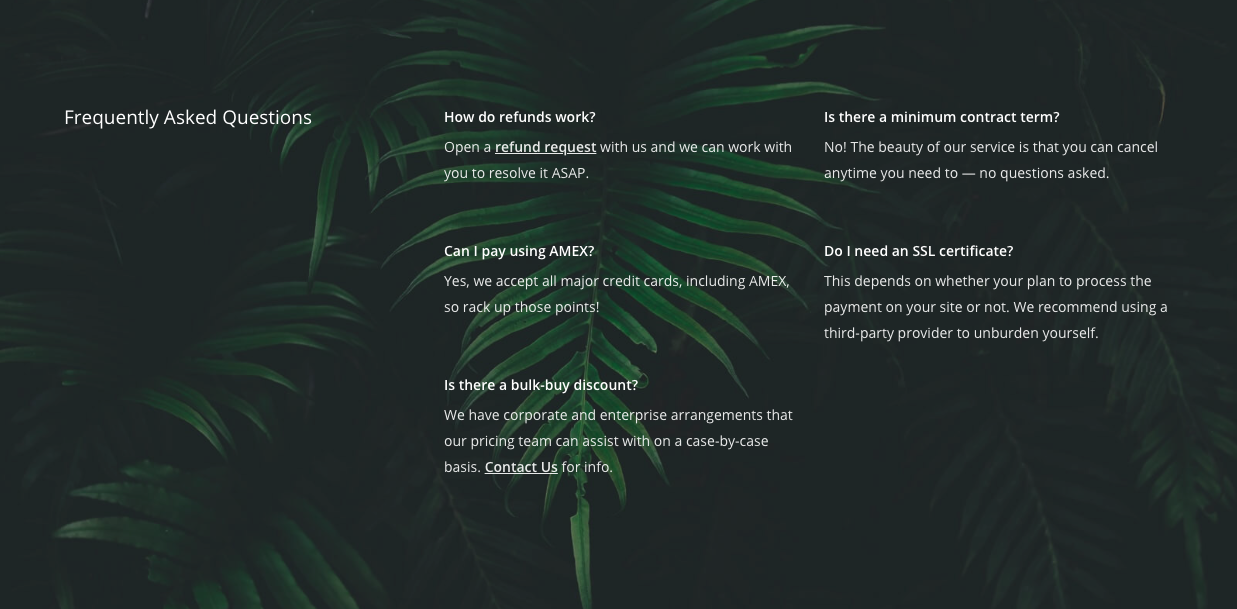 Frequently Asked Questions
How do refunds work?
Open a refund request with us and we can work with
you to resolve it ASAP.
Can I pay using AMEX?
Yes, we accept all major credit cards, including AMEX,
so rack up those points!
Is there a bulk-buy discount?
We have corporate and enterprise arrangements that
our pricing team can assist with on a case-by-case
basis. Contact Us for info.
Is there a minimum contract term?
No! The beauty of our service is that you can cancel
anytime you need to — no questions asked.
Do I need an SSL certificate?
This depends on whether your plan to process the
payment on your site or not. We recommend using a
third-party provider to unburden yourself.